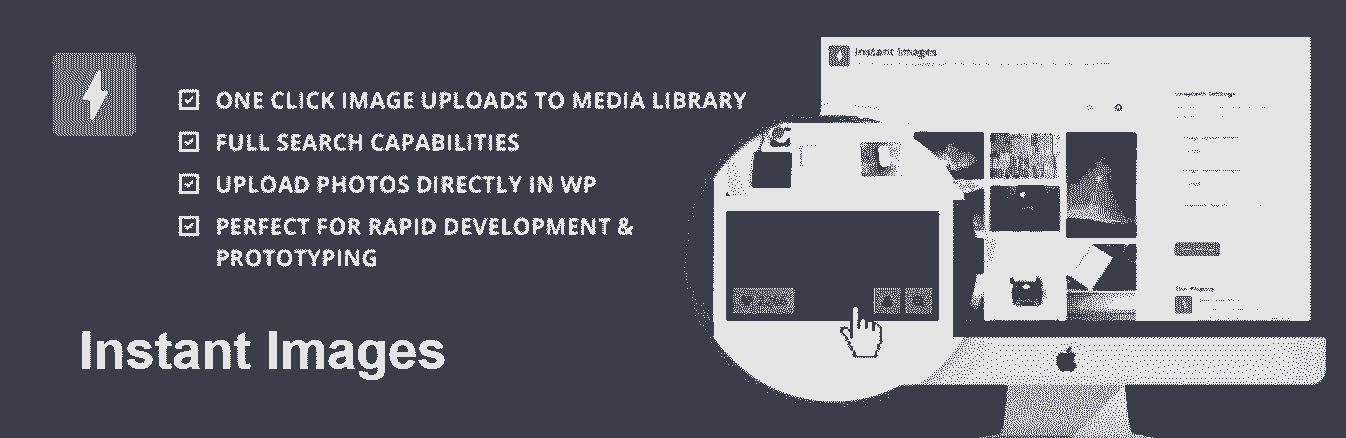 ONE CLICK IMAGE UPLOADS TO MEDIA LIBRARY
FULL SEARCH CAPABILITIES
UPLOAD PHOTOS DIRECTLY IN WP
PERFECT FOR RAPID DEVELOPMENT &
PROTOTYPING
Instant Images
Instant Images